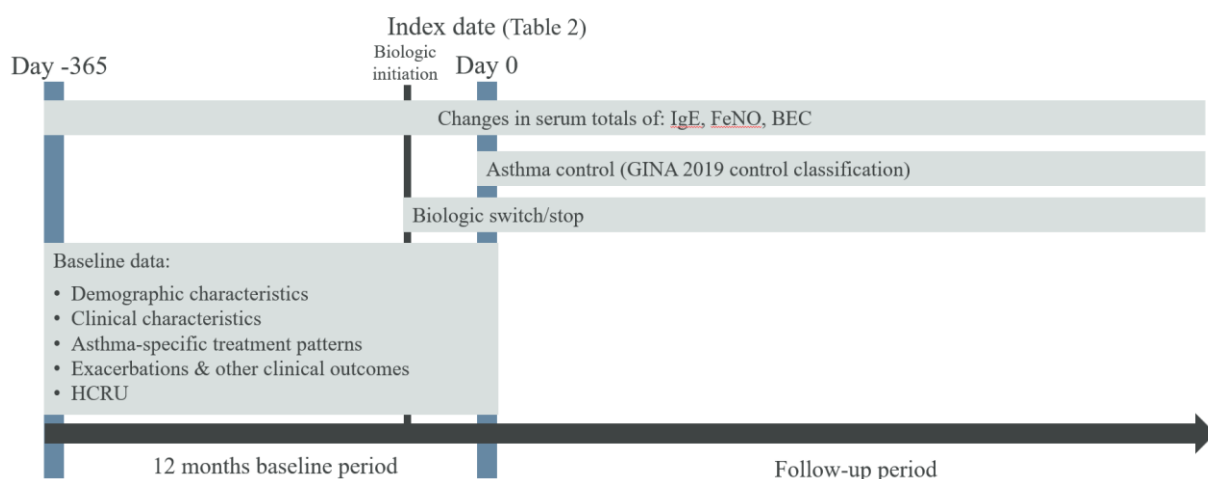 Index date (Table 2)
Day -365
Biologic
initiation
Day 0
Changes in serum totals of: IgE, FeNO, BEC
Asthma control (GINA 2019 control classification)
Biologic switch/stop
Baseline data:
• Demographic characteristics
• Clinical characteristics
• Asthma-specific treatment patterns
• Exacerbations & other clinical outcomes
• HCRU
12 months baseline period
Follow-up period